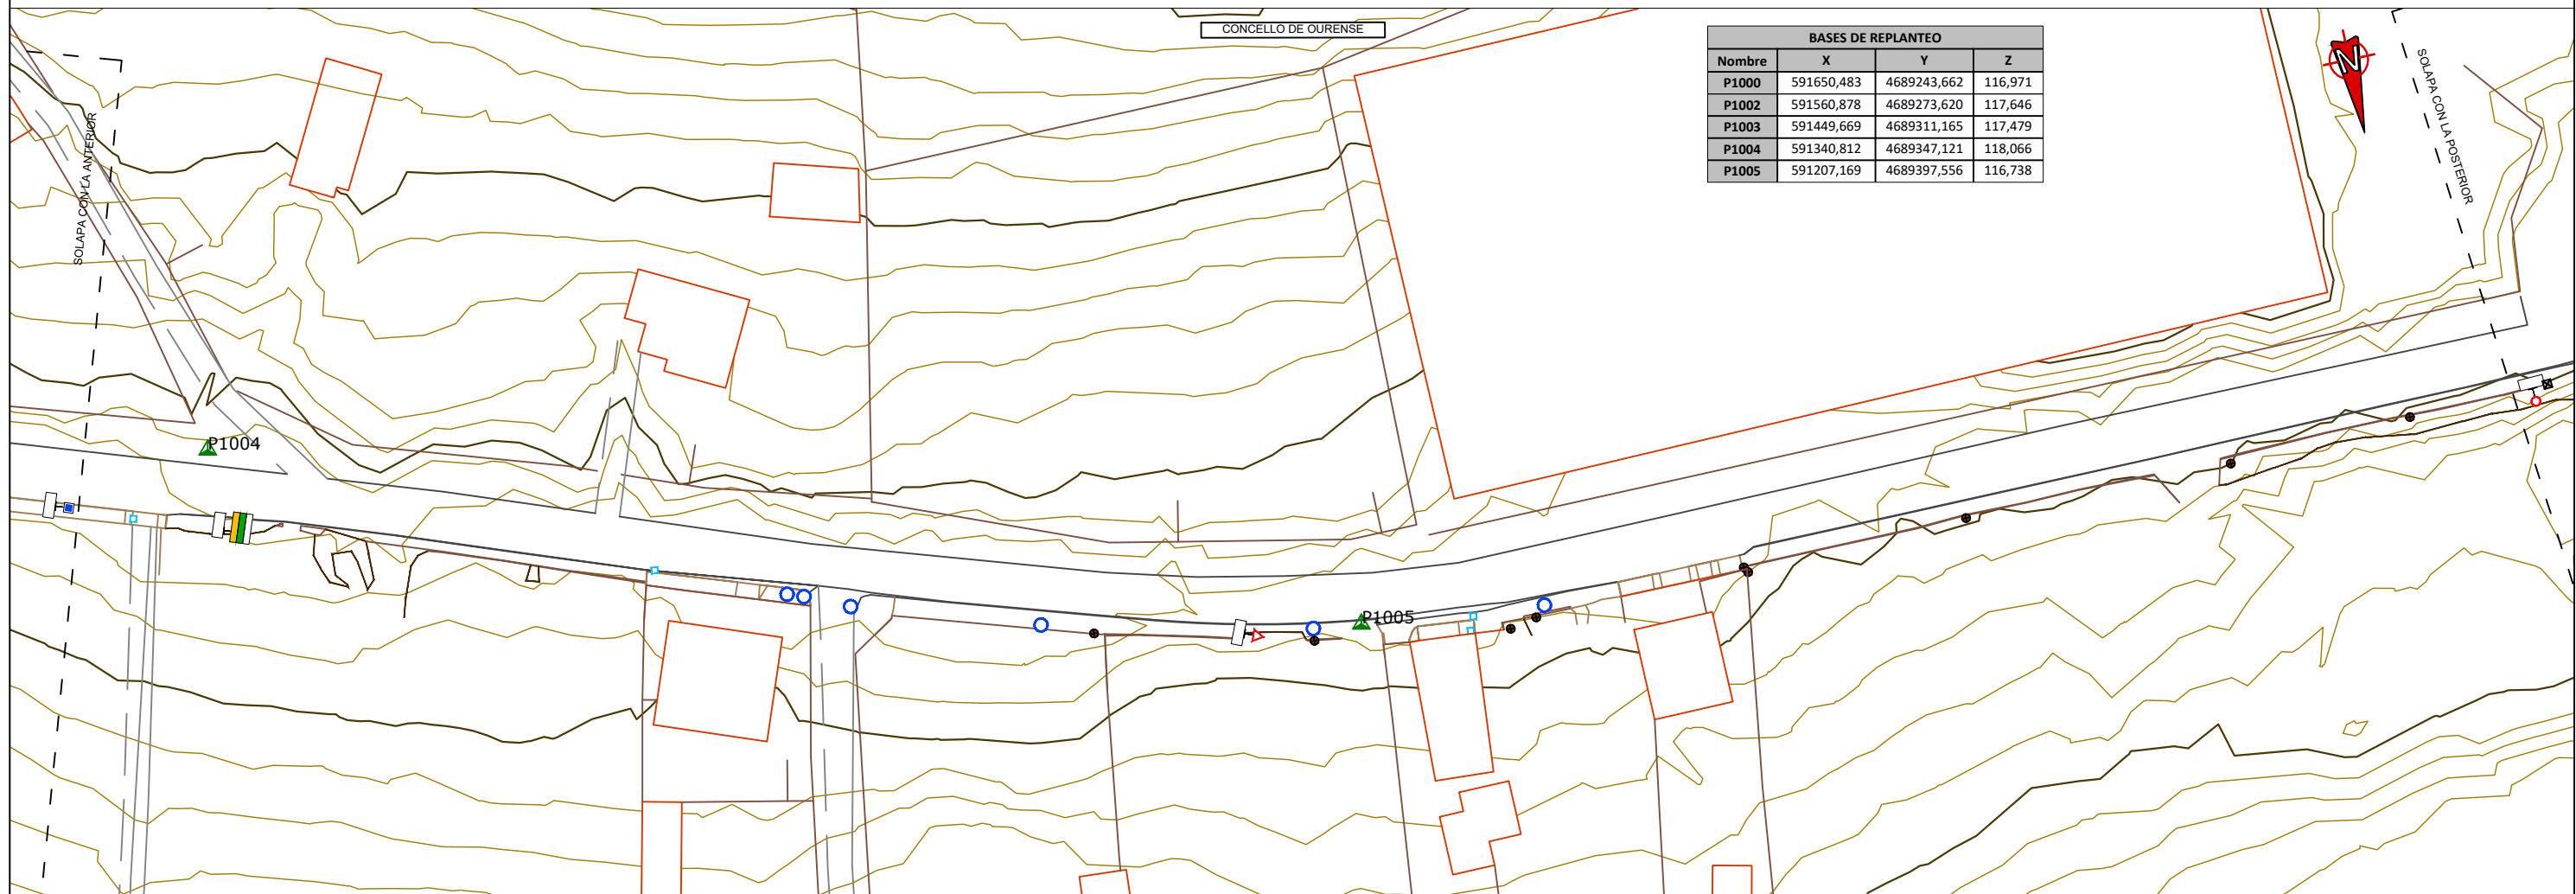 CONCELLO DE OURENSE
BASES DE REPLANTEO
Nombre X Y Z
P1000 591650,483 4689243,662 116,971
P1002 591560,878 4689273,620 117,646
P1003 591449,669 4689311,165 117,479
P1004 591340,812 4689347,121 118,066
P1005 591207,169 4689397,556 116,738
N
SOLAPA CON LA ANTERIOR
SOLAPA CON LA POSTERIOR
P1004
P1005